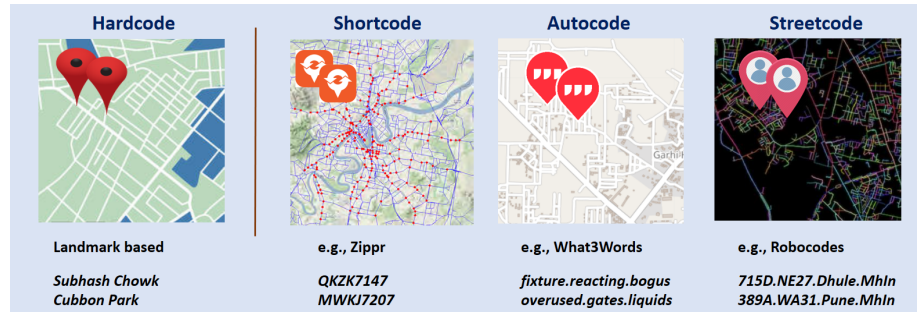 Hardcode
Shortcode
Autocode
Streetcode
Landmark based
e.g., Zippr
e.g., What3Words
e.g., Robocodes
Subhash Chowk
QKZK7147
fixture.reacting.bogus
715D.NE27.Dhule.MhIn
Cubbon Park
MWKJ7207
overused.gates.liquids
389A.WA31.Pune.MhIn